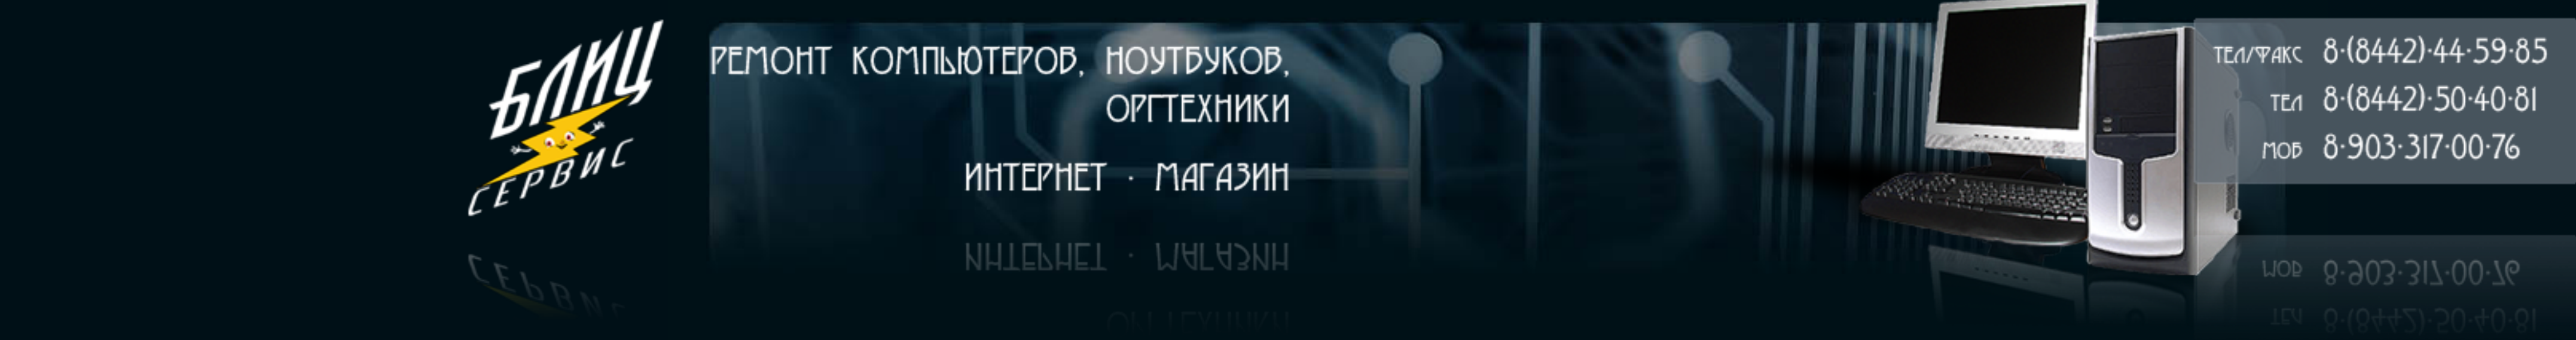 БЛИЦ
СЕРВИС
РЕМОНТ КОМПЬЮТЕРОВ, НОУТБУКОВ,
ОРГТЕХНИКИ
ИНТЕРНЕТ · МАГАЗИН
ТЕЛ/ФАКС 8·(8442)·44·59·85
ТЕЛ 8·(8442)·50·40·81
МОБ 8·903·317·00·76